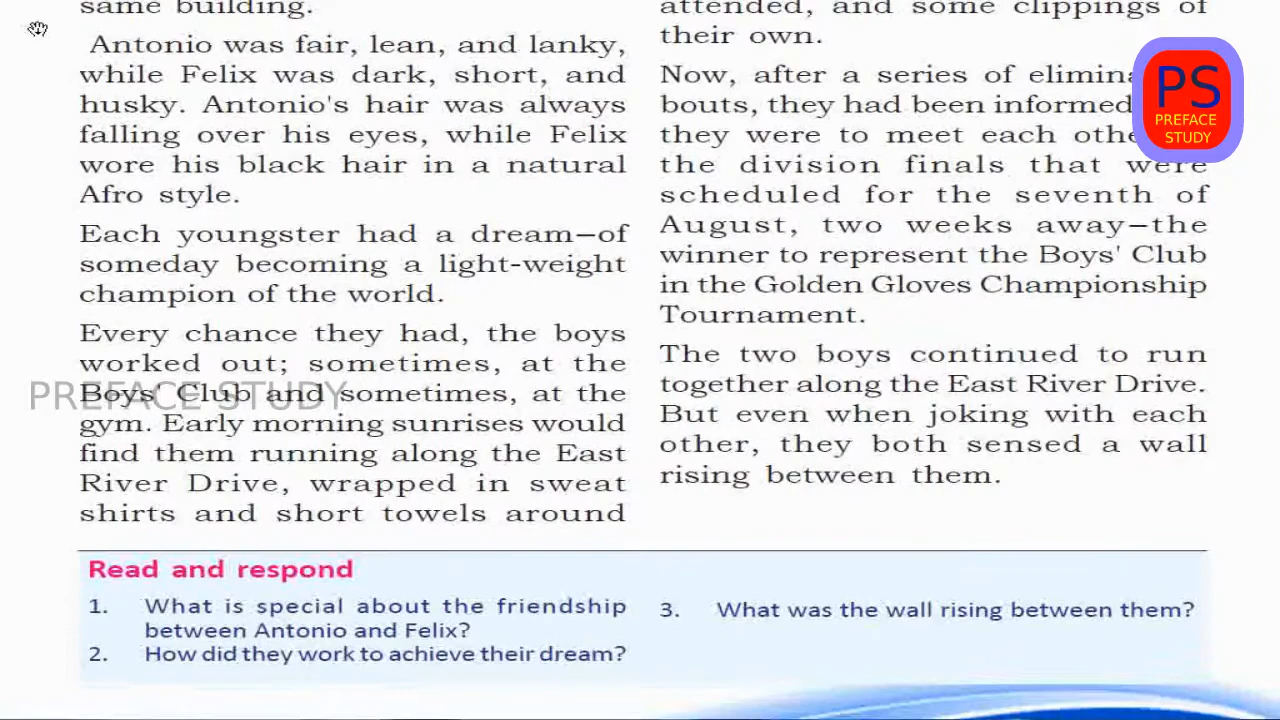 same building.
Antonio was fair, lean, and lanky,
while Felix was dark, short, and
husky. Antonio's hair was always
falling over his eyes, while Felix
wore his black hair in a natural
Afro style.
Each youngster had a dream—of
someday becoming a light-weight
champion of the world.
Every chance they had, the boys
worked out; sometimes, at the
Boys' Club and sometimes, at the
gym. Early morning sunrises would
find them running along the East
River Drive, wrapped in sweat
shirts and short towels around
attended, and some clippings of
their own.
Now, after a series of elimina
bouts, they had been informed
they were to meet each othe
the division finals that were
scheduled for the seventh of
August, two weeks away—the
winner to represent the Boys' Club
in the Golden Gloves Championship
Tournament.
The two boys continued to run
together along the East River Drive.
But even when joking with each
other, they both sensed a wall
rising between them.
PS
PREFACE
STUDY
PREFACE STUDY
Read and respond
1. What is special about the friendship
between Antonio and Felix?
2. How did they work to achieve their dream?
3. What was the wall rising between them?